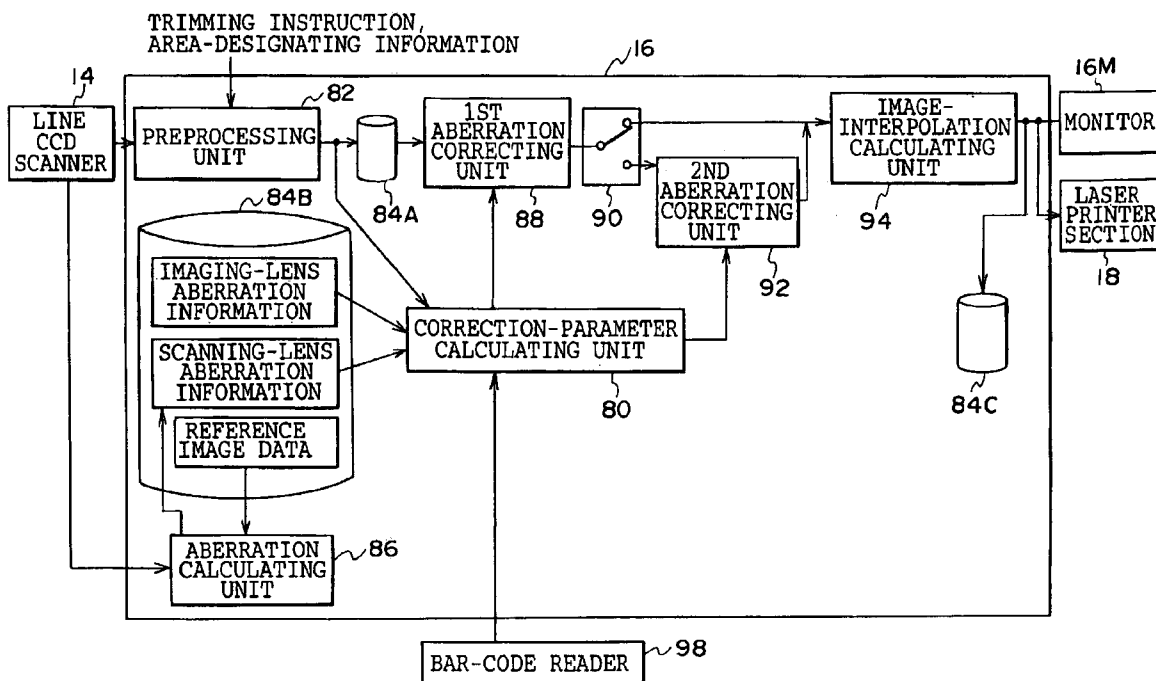 TRIMMING INSTRUCTION,
AREA-DESIGNATING INFORMATION
14
LINE
CCD
SCANNER
16
82
PREPROCESSING
UNIT
84A
1ST
ABERRATION
CORRECTING
UNIT
88
90
2ND
ABERRATION
CORRECTING
UNIT
92
IMAGE-
INTERPOLATION
CALCULATING
UNIT
94
16M
MONITOR
LASER
PRINTER
SECTION
18
84B
IMAGING-LENS
ABERRATION
INFORMATION
SCANNING-LENS
ABERRATION
INFORMATION
REFERENCE
IMAGE DATA
CORRECTION-PARAMETER
CALCULATING UNIT
80
84C
ABERRATION
CALCULATING
UNIT
86
BAR-CODE READER
98